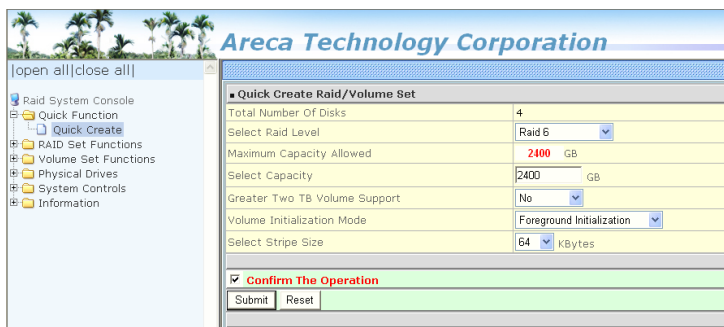 Areca Technology Corporation
|open all|close all|
Raid System Console
Quick Function
Quick Create
RAID Set Functions
Volume Set Functions
Physical Drives
System Controls
Information
Quick Create Raid/Volume Set
Total Number Of Disks 4
Select Raid Level Raid 6
Maximum Capacity Allowed 2400 GB
Select Capacity 2400 GB
Greater Two TB Volume Support No
Volume Initialization Mode Foreground Initialization
Select Stripe Size 64 KBytes
Confirm The Operation
Submit Reset